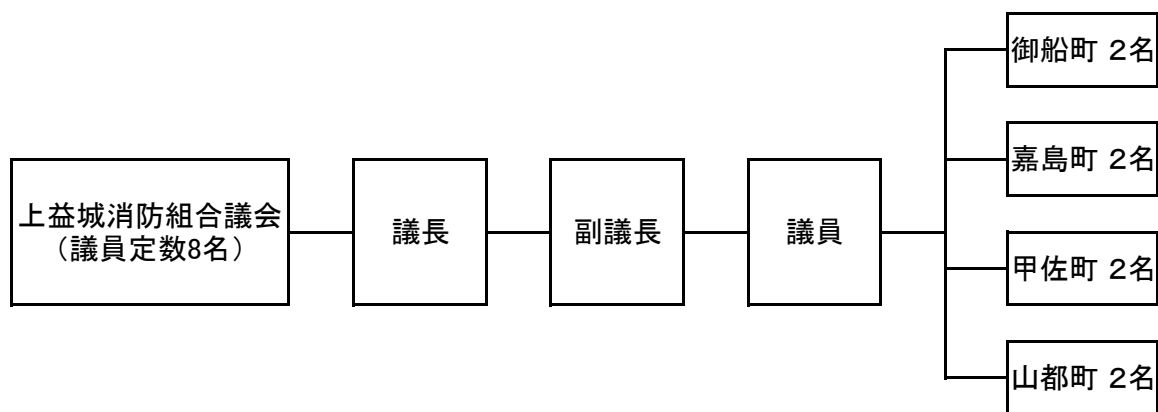 上益城消防組合議会
（議員定数8名）
議長
副議長
議員
御船町 2名
嘉島町 2名
甲佐町 2名
山都町 2名